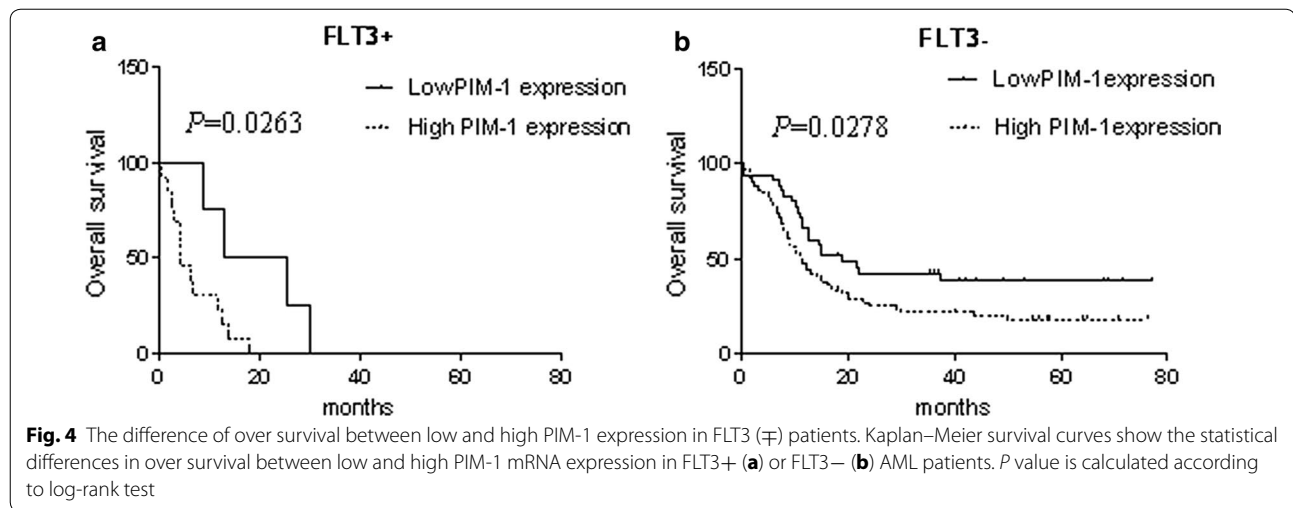 a
FLT3+
150
100
50
0
Overall survival
P=0.0263
LowPIM-1 expression
High PIM-1 expression
0 20 40 60 80
months
b
FLT3-
150
100
50
0
Overall survival
P=0.0278
LowPIM-1expression
High PIM-1expression
0 20 40 60 80
months
Fig. 4 The difference of over survival between low and high PIM-1 expression in FLT3 (∓) patients. Kaplan–Meier survival curves show the statistical
differences in over survival between low and high PIM-1 mRNA expression in FLT3+ (a) or FLT3− (b) AML patients. P value is calculated according
to log-rank test